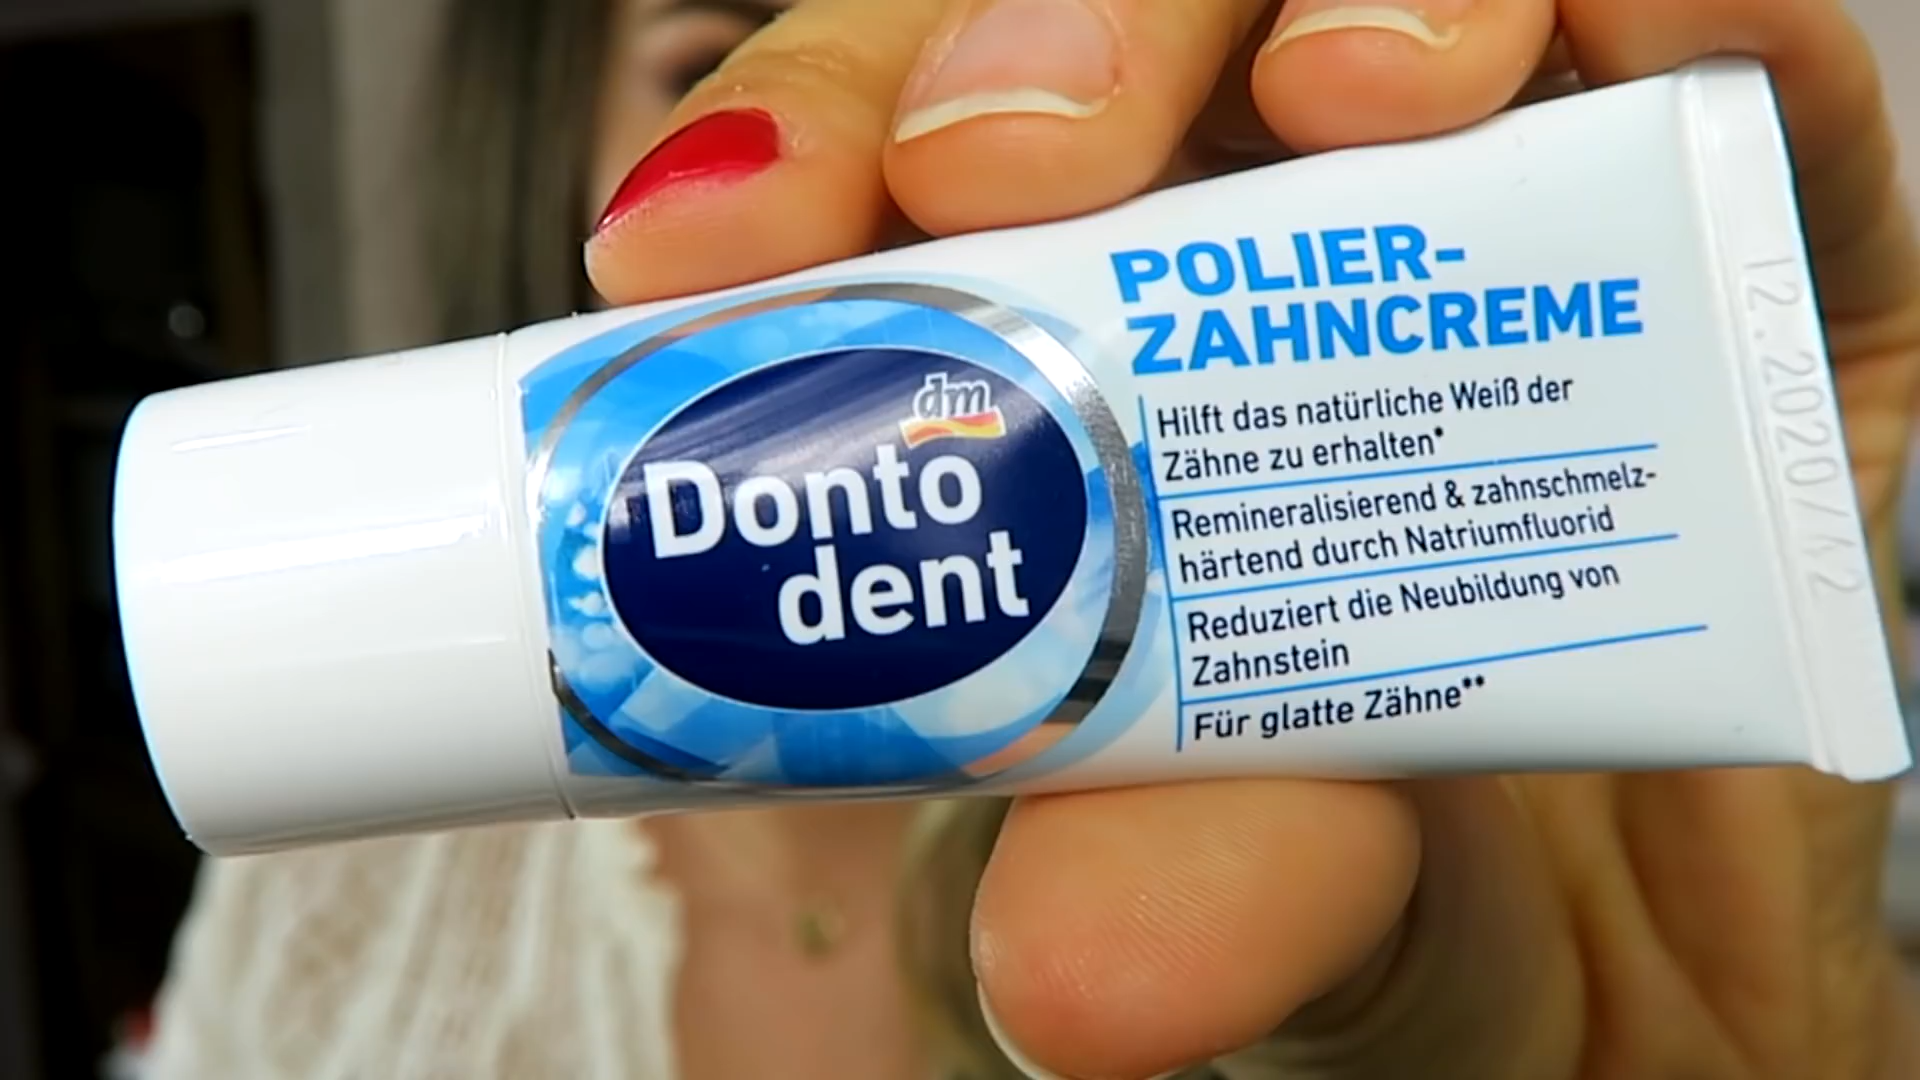 dm
Donto
dent
POLIER-
ZAHNCREME
Hilft das natürliche Weiß der
Zähne zu erhalten*
Remineralisierend & zahnschmelz-
härtend durch Natriumfluorid
Reduziert die Neubildung von
Zahnstein
Für glatte Zähne**
12.2020/42